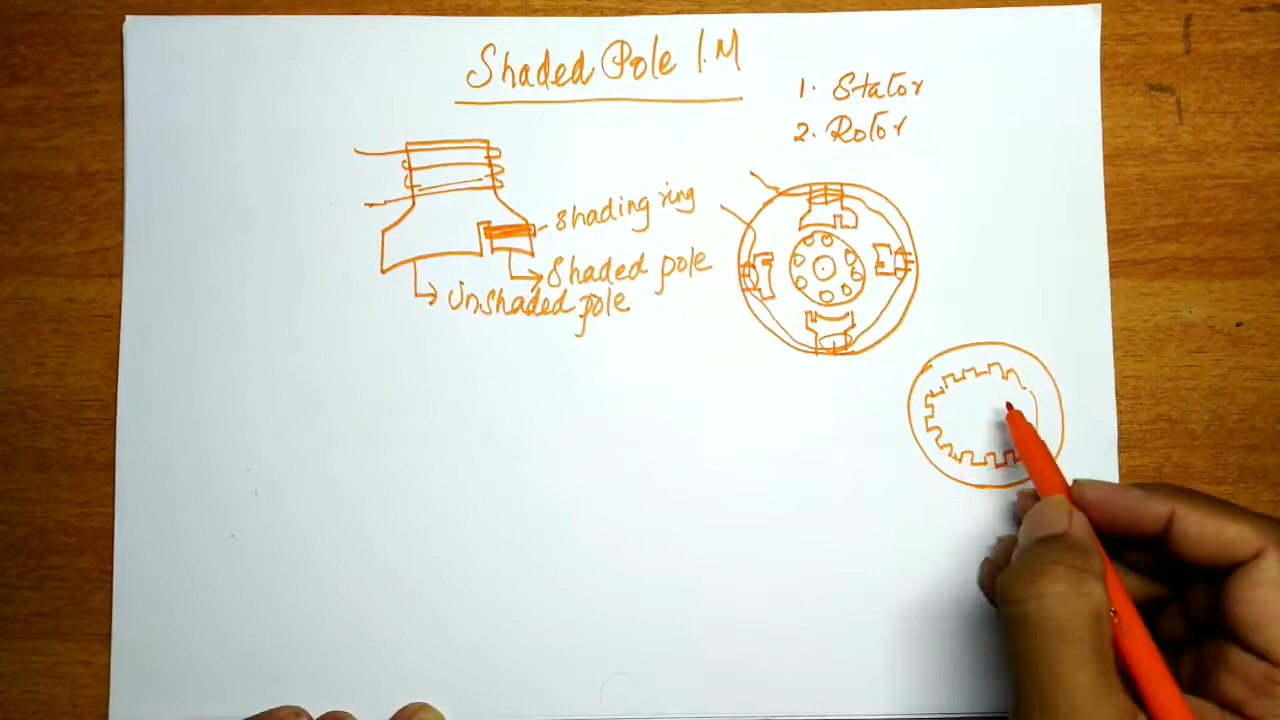 Shaded Pole I.M
1. Stator
2. Rotor
shading ring
Shaded pole
Unshaded pole